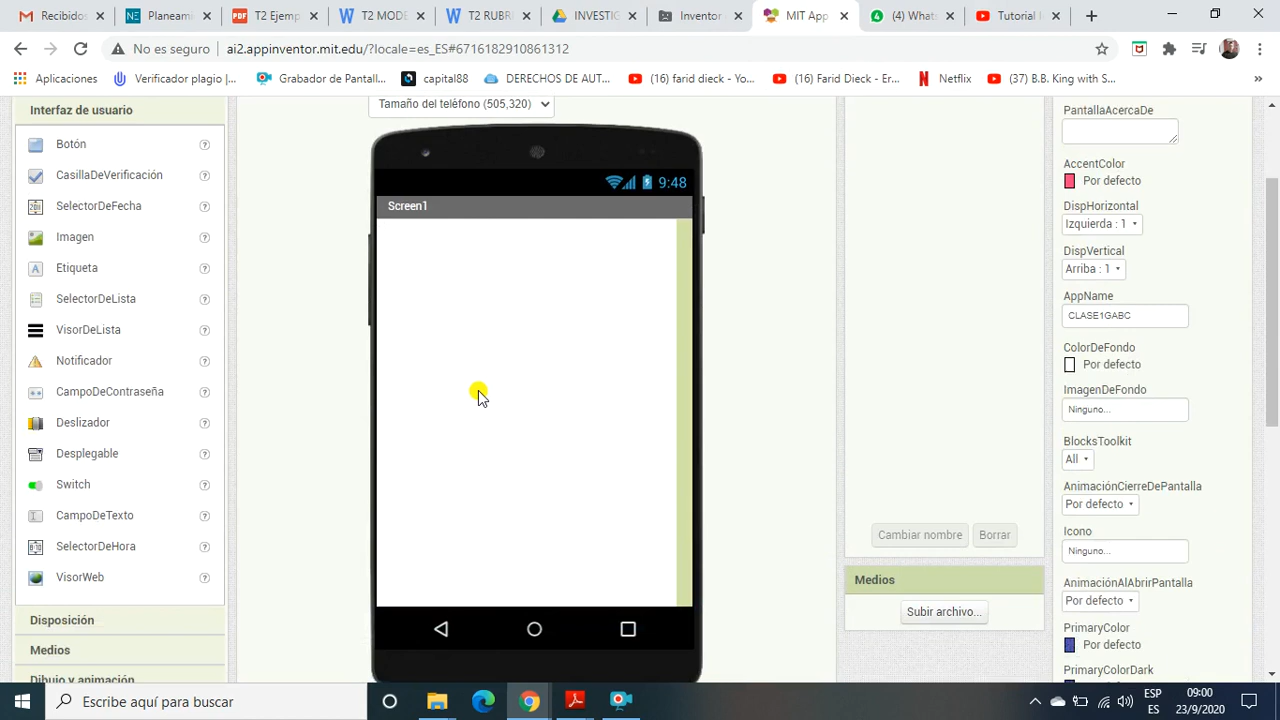 Recibidos
Planeami
T2 Ejerp
T2 MODE
T2 RUBR
INVESTIG
Inventor
MIT App
(4) Whats
Tutorial I
No es seguro
ai2.appinventor.mit.edu/?locale=es_ES#6716182910861312
Aplicaciones
Verificador plagio |...
Grabador de Pantall...
capital88
DERECHOS DE AUT...
(16) farid dieck - Yo...
(16) Farid Dieck - Er...
Netflix
(37) B.B. King with S...
»
Interfaz de usuario
Botón
CasillaDeVerificación
SelectorDeFecha
Imagen
Etiqueta
SelectorDeLista
VisorDeLista
Notificador
CampoDeContraseña
Deslizador
Desplegable
Switch
CampoDeTexto
SelectorDeHora
VisorWeb
Disposición
Medios
Dibujo y animación
Tamaño del teléfono (505,320)
9:48
Screen1
Cambiar nombre
Borrar
Medios
Subir archivo...
PantallaAcercaDe
AccentColor
Por defecto
DispHorizontal
Izquierda : 1
DispVertical
Arriba : 1
AppName
CLASE1GABC
ColorDeFondo
Por defecto
ImagenDeFondo
Ninguno...
BlocksToolkit
All
AnimaciónCierreDePantalla
Por defecto
Icono
Ninguno...
AnimaciónAlAbrirPantalla
Por defecto
PrimaryColor
Por defecto
PrimaryColorDark
Escribe aquí para buscar
ESP
ES
09:00
23/9/2020